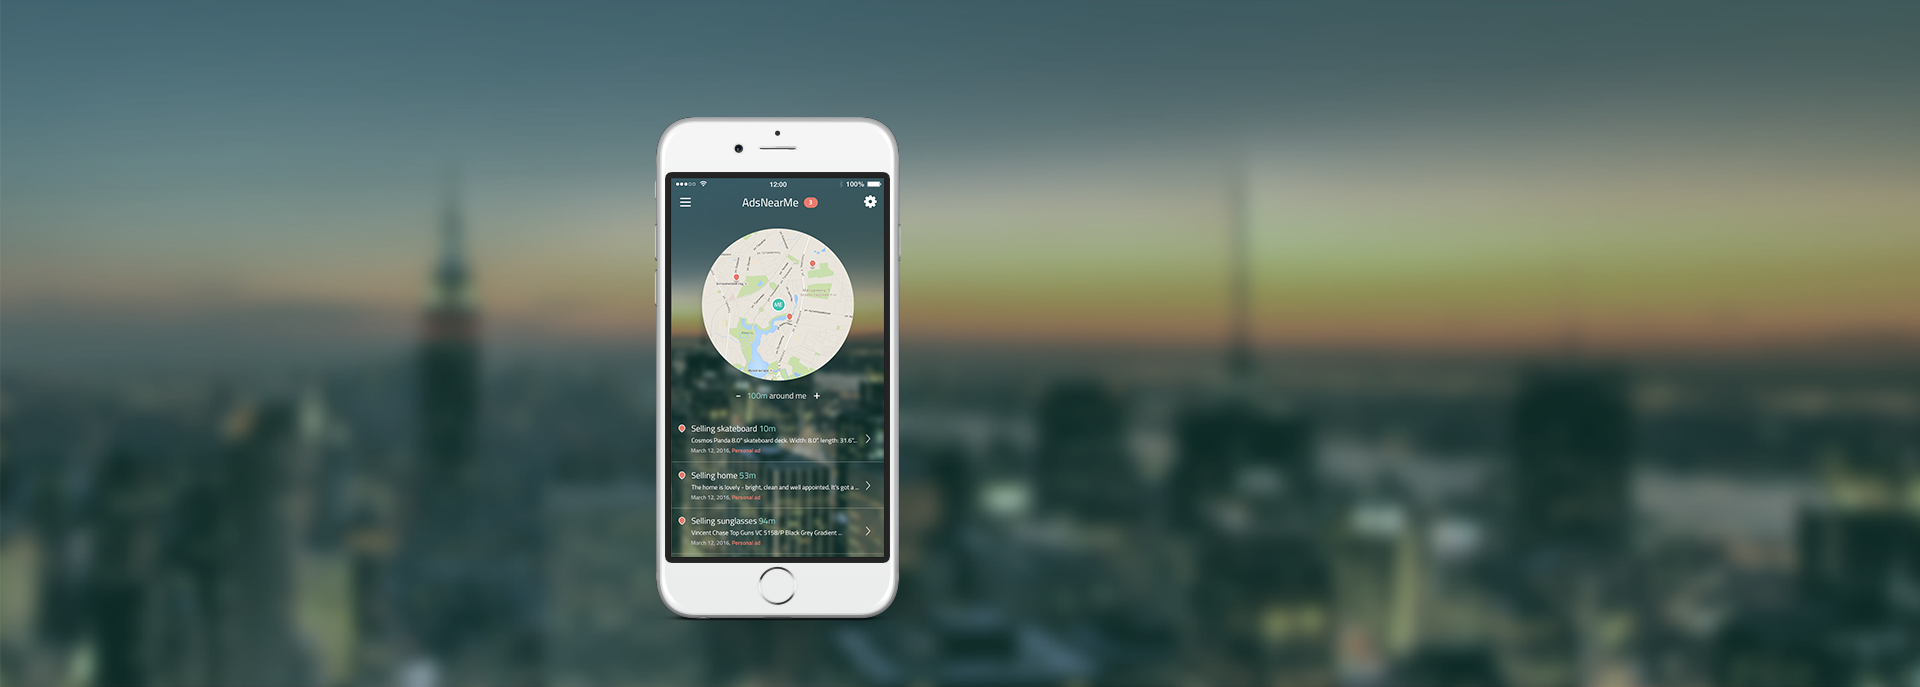 12:00
100%
AdsNearMe 3
ME
- 100m around me +
Selling skateboard 10m
Cosmos Panda 8.0" skateboard deck. Width: 8.0". length: 31.6"...
March 12, 2016, Personal ad
Selling home 53m
The home is lovely - bright, clean and well appointed. It's got a ...
March 12, 2016, Personal ad
Selling sunglasses 94m
Vincent Chase Top Guns VC 5158/P Black Grey Gradient ...
March 12, 2016, Personal ad